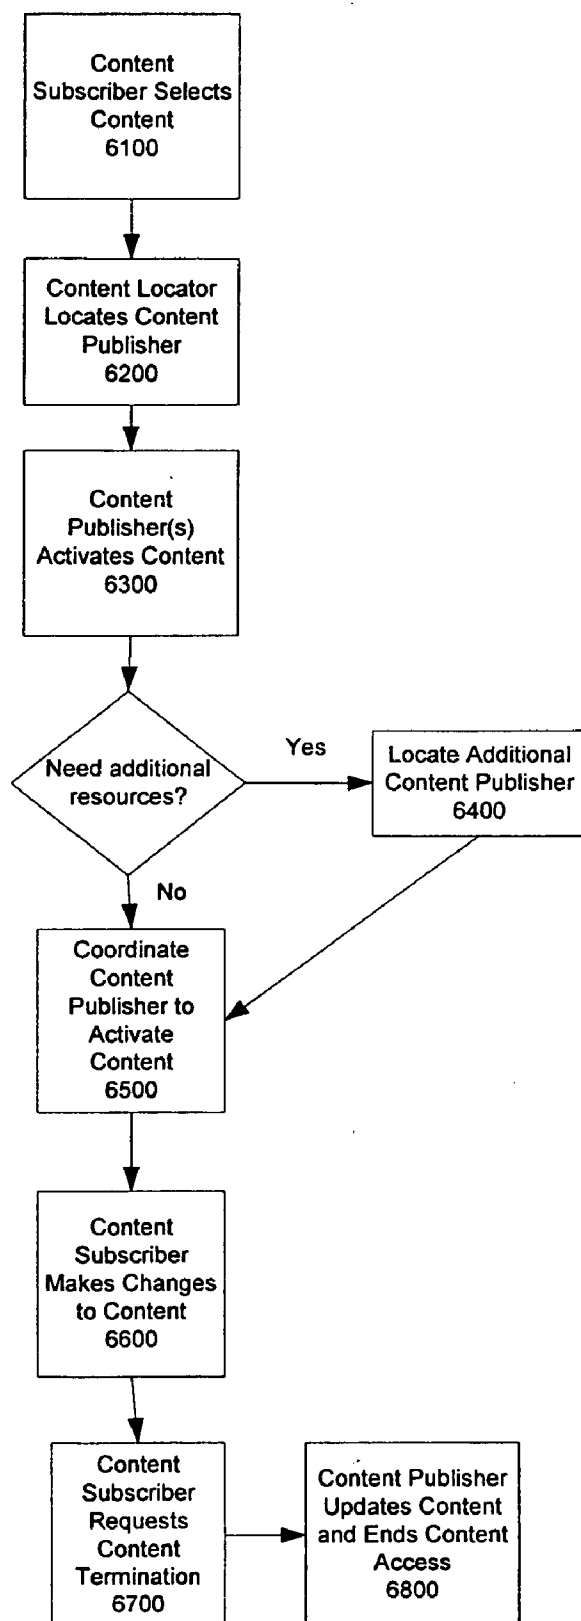 Content
Subscriber Selects
Content
6100
Content Locator
Locates Content
Publisher
6200
Content
Publisher(s)
Activates Content
6300
Need additional
resources?
Yes
Locate Additional
Content Publisher
6400
No
Coordinate
Content
Publisher to
Activate
Content
6500
Content
Subscriber
Makes Changes
to Content
6600
Content
Subscriber
Requests
Content
Termination
6700
Content Publisher
Updates Content
and Ends Content
Access
6800